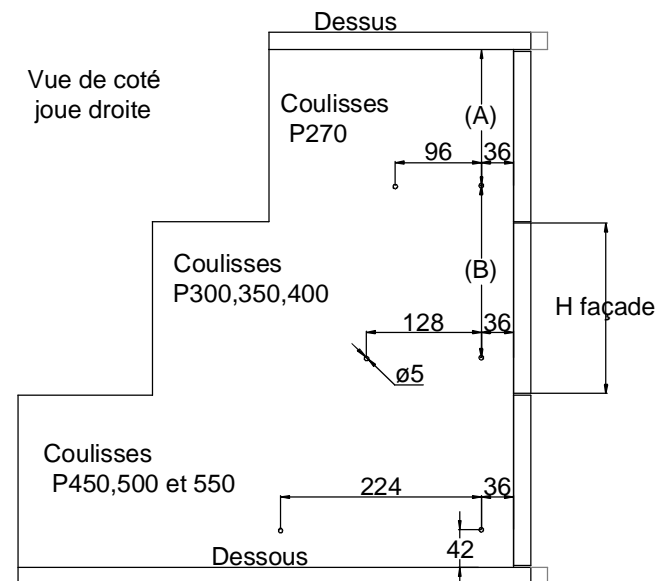 Dessus
Vue de coté
joue droite
Coulisses
P270
(A)
96
36
Coulisses
P300,350,400
(B)
H façade
128
36
ø5
Coulisses
P450,500 et 550
224
36
42
Dessous